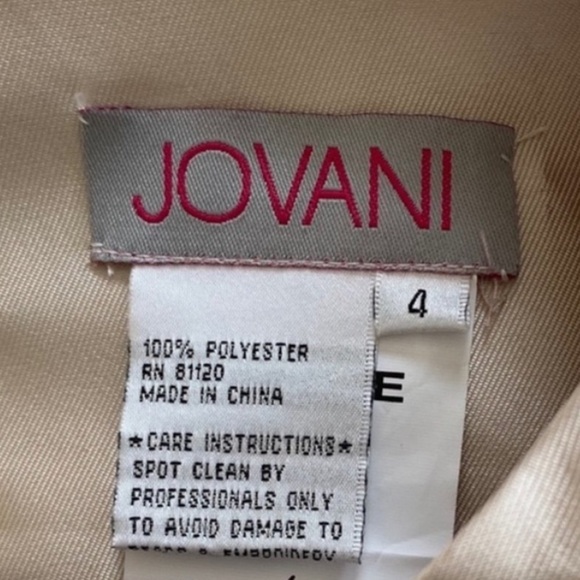 JOVANI
4
100% POLYESTER
RN 81120
MADE IN CHINA
E
★CARE INSTRUCTIONS★
SPOT CLEAN BY
PROFESSIONALS ONLY
TO AVOID DAMAGE TO